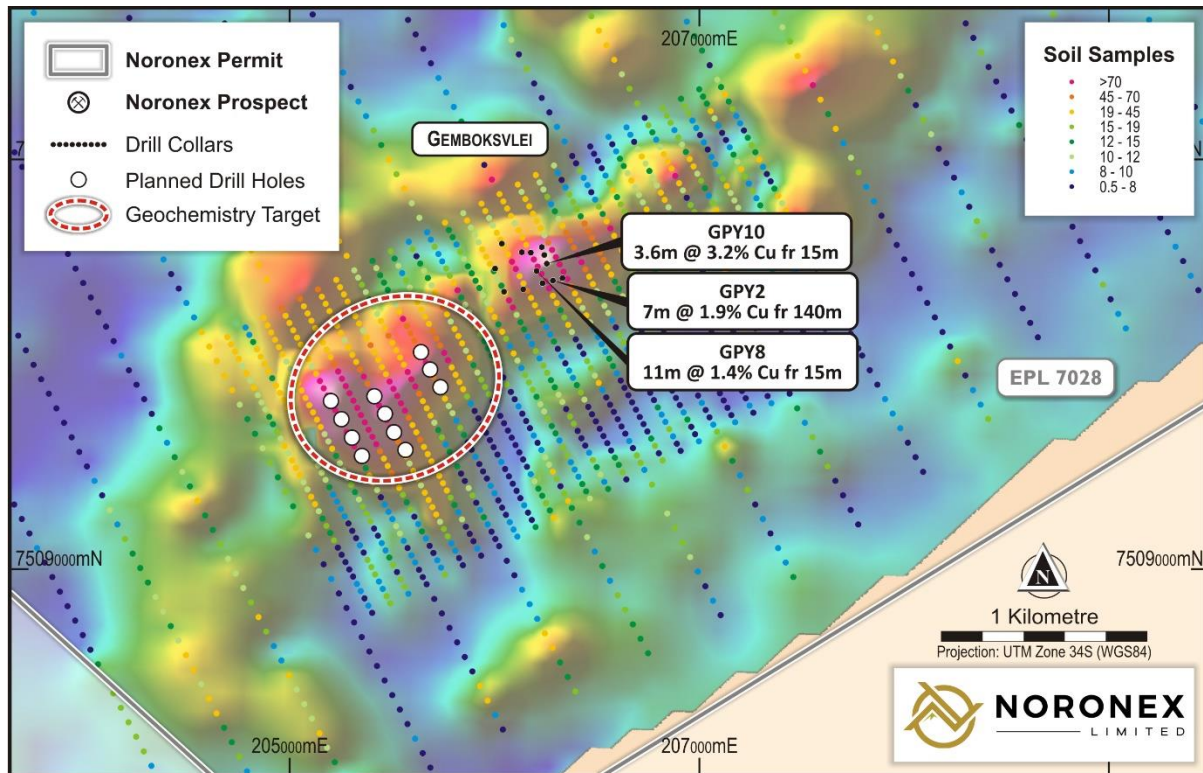 Noronex Permit
Noronex Prospect
Drill Collars
Planned Drill Holes
Geochemistry Target
207000mE
Soil Samples
>70
45 - 70
19 - 45
15 - 19
12 - 15
10 - 12
8 - 10
0.5 - 8
GEMBOKSVLEI
7
N
GPY10
3.6m @ 3.2% Cu fr 15m
GPY2
7m @ 1.9% Cu fr 140m
GPY8
11m @ 1.4% Cu fr 15m
EPL 7028
7509000mN
7509000mN
N
1 Kilometre
Projection: UTM Zone 34S (WGS84)
205000mE
207000mE
NORONEX
LIMITED